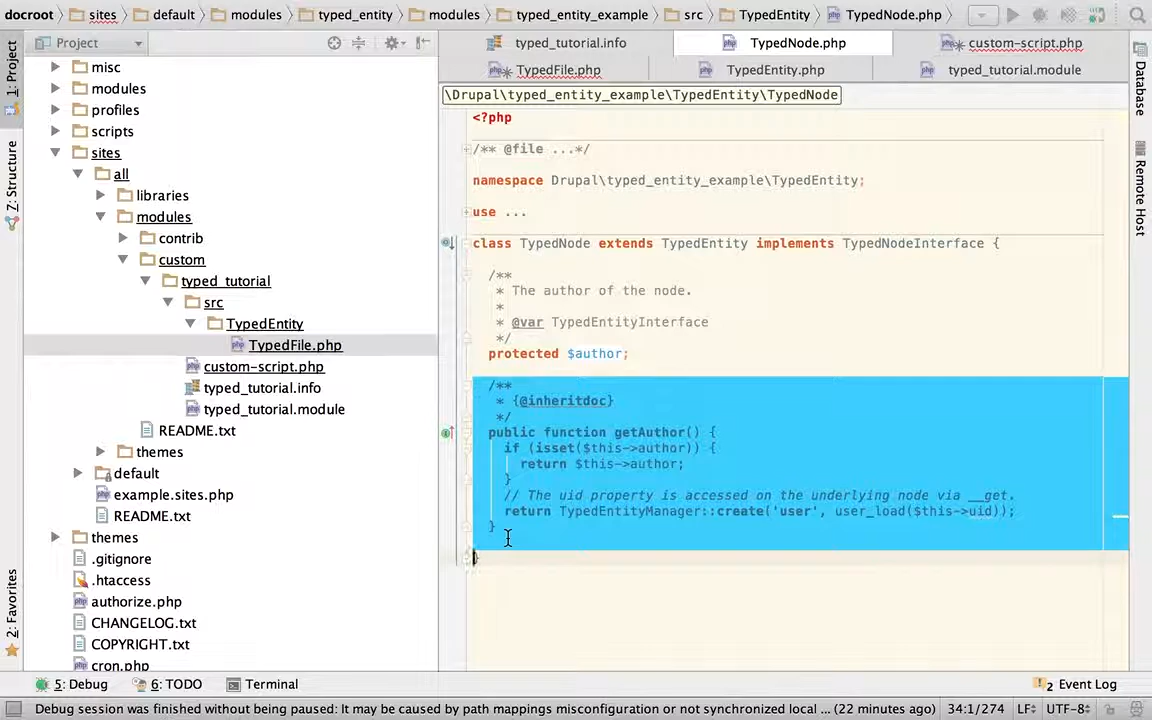 docroot sites default modules typed_entity modules typed_entity_example src TypedEntity TypedNode.php
Project
typed_tutorial.info TypedNode.php custom-script.php
TypedFile.php TypedEntity.php typed_tutorial.module
1: Project
Z: Structure
2: Favorites
misc
modules
profiles
scripts
sites
all
libraries
modules
contrib
custom
typed_tutorial
src
TypedEntity
TypedFile.php
custom-script.php
typed_tutorial.info
typed_tutorial.module
README.txt
themes
default
example.sites.php
README.txt
themes
.gitignore
.htaccess
authorize.php
CHANGELOG.txt
COPYRIGHT.txt
cron.php
\Drupal\typed_entity_example\TypedEntity\TypedNode
<?php
/** @file ...*/
namespace Drupal\typed_entity_example\TypedEntity;
use ...
class TypedNode extends TypedEntity implements TypedNodeInterface {
/**
* The author of the node.
*
* @var TypedEntityInterface
*/
protected $author;
/**
* {@inheritdoc}
*/
public function getAuthor() {
if (isset($this->author)) {
return $this->author;
}
// The uid property is accessed on the underlying node via __get.
return TypedEntityManager::create('user', user_load($this->uid));
}
}
Database
Remote Host
5: Debug 6: TODO Terminal 2 Event Log
Debug session was finished without being paused: It may be caused by path mappings misconfiguration or not synchronized local ... (22 minutes ago) 34:1/274 LF UTF-8